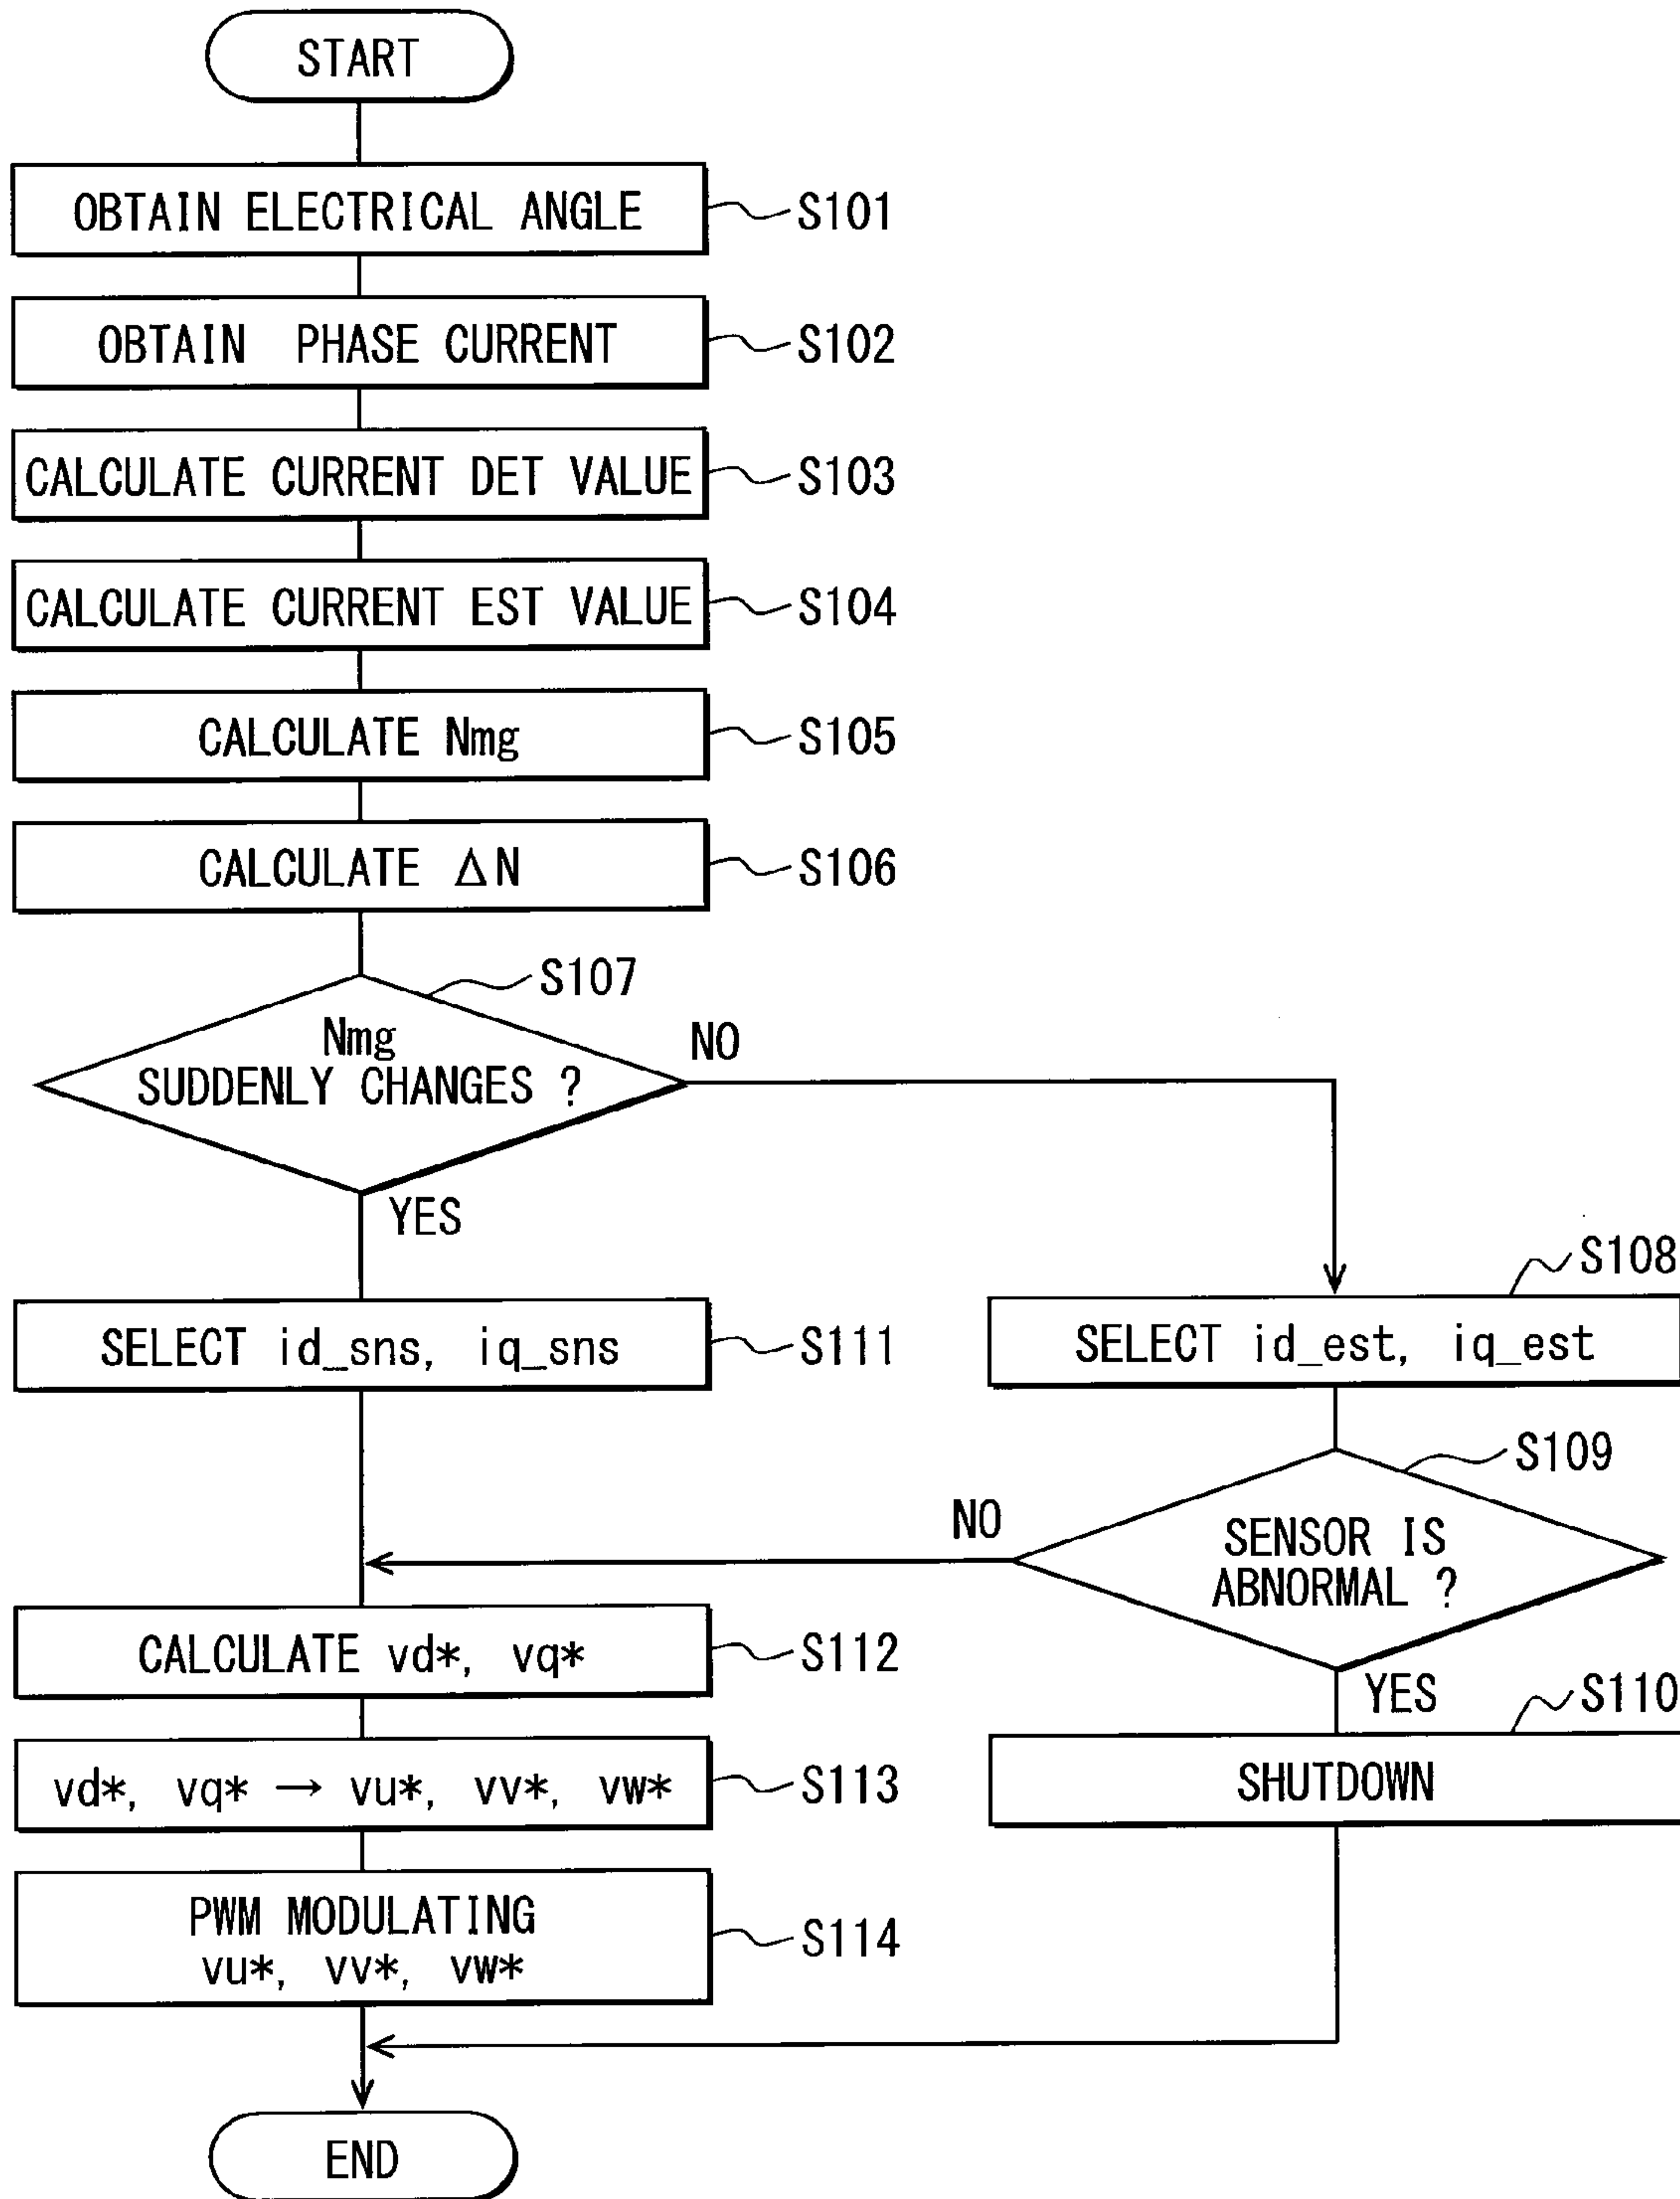 START
OBTAIN ELECTRICAL ANGLE
S101
OBTAIN PHASE CURRENT
S102
CALCULATE CURRENT DET VALUE
S103
CALCULATE CURRENT EST VALUE
S104
CALCULATE Nmg
S105
CALCULATE ΔN
S106
S107
Nmg
SUDDENLY CHANGES ?
NO
YES
S108
SELECT id_sns, iq_sns
S111
SELECT id_est, iq_est
S109
NO
SENSOR IS
ABNORMAL ?
CALCULATE vd*, vq*
S112
YES
S110
vd*, vq* → vu*, vv*, vw*
S113
SHUTDOWN
PWM MODULATING
vu*, vv*, vw*
S114
END